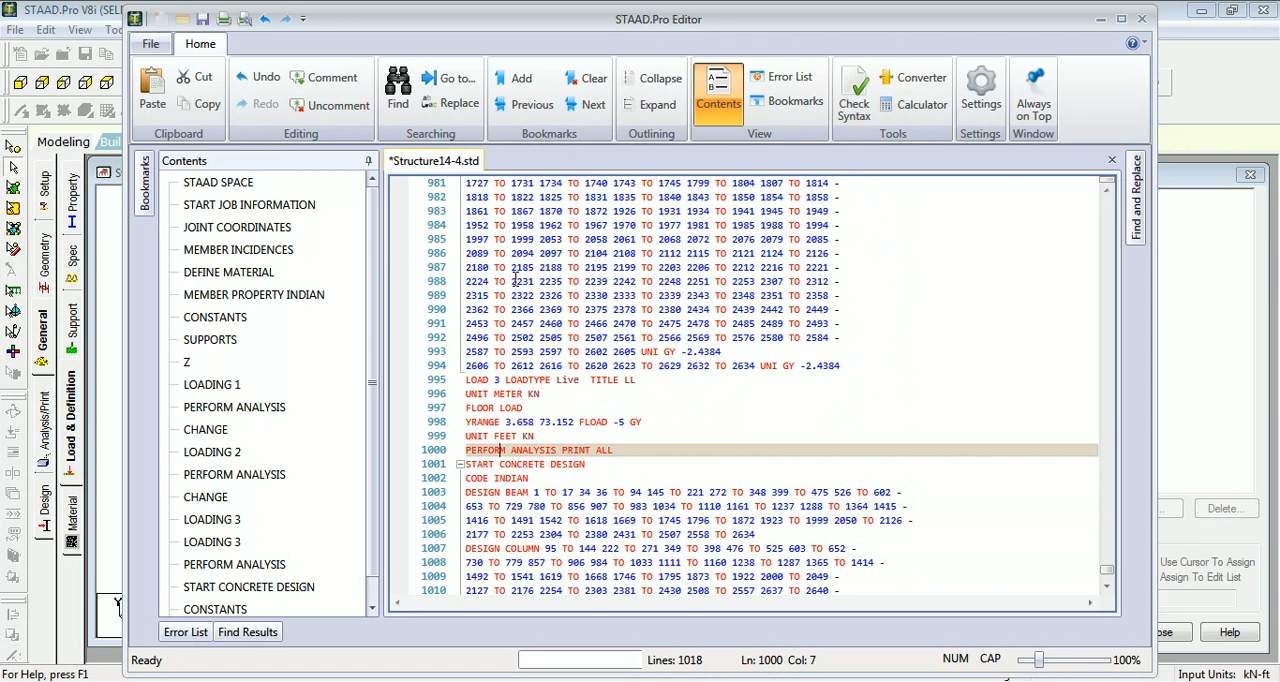 STAAD.Pro V8i (SEL
STAAD.Pro Editor
File Edit View Too
File Home
Paste Cut Copy
Undo Redo Comment Uncomment
Find Go to... Replace
Add Previous Clear Next
Collapse Expand
Contents Error List Bookmarks
Check Syntax Converter Calculator
Settings
Always on Top
Clipboard Editing Searching Bookmarks Outlining View Tools Settings Window
Modeling Buil
Contents
*Structure14-4.std
Bookmarks
Find and Replace
Setup
Geometry
General
Analysis/Print
Design
Property
Spec
Support
Load & Definition
Material
STAAD SPACE
START JOB INFORMATION
JOINT COORDINATES
MEMBER INCIDENCES
DEFINE MATERIAL
MEMBER PROPERTY INDIAN
CONSTANTS
SUPPORTS
Z
LOADING 1
PERFORM ANALYSIS
CHANGE
LOADING 2
PERFORM ANALYSIS
CHANGE
LOADING 3
LOADING 3
PERFORM ANALYSIS
START CONCRETE DESIGN
CONSTANTS
981 1727 TO 1731 1734 TO 1740 1743 TO 1745 1799 TO 1804 1807 TO 1814 -
982 1818 TO 1822 1825 TO 1831 1835 TO 1840 1843 TO 1850 1854 TO 1858 -
983 1861 TO 1867 1870 TO 1872 1926 TO 1931 1934 TO 1941 1945 TO 1949 -
984 1952 TO 1958 1962 TO 1967 1970 TO 1977 1981 TO 1985 1988 TO 1994 -
985 1997 TO 1999 2053 TO 2058 2061 TO 2068 2072 TO 2076 2079 TO 2085 -
986 2089 TO 2094 2097 TO 2104 2108 TO 2112 2115 TO 2121 2124 TO 2126 -
987 2180 TO 2185 2188 TO 2195 2199 TO 2203 2206 TO 2212 2216 TO 2221 -
988 2224 TO 2231 2235 TO 2239 2242 TO 2248 2251 TO 2253 2307 TO 2312 -
989 2315 TO 2322 2326 TO 2330 2333 TO 2339 2343 TO 2348 2351 TO 2358 -
990 2362 TO 2366 2369 TO 2375 2378 TO 2380 2434 TO 2439 2442 TO 2449 -
991 2453 TO 2457 2460 TO 2466 2470 TO 2475 2478 TO 2485 2489 TO 2493 -
992 2496 TO 2502 2505 TO 2507 2561 TO 2566 2569 TO 2576 2580 TO 2584 -
993 2587 TO 2593 2597 TO 2602 2605 UNI GY -2.4384
994 2606 TO 2612 2616 TO 2620 2623 TO 2629 2632 TO 2634 UNI GY -2.4384
995 LOAD 3 LOADTYPE Live TITLE LL
996 UNIT METER KN
997 FLOOR LOAD
998 YRANGE 3.658 73.152 FLOAD -5 GY
999 UNIT FEET KN
1000 PERFORM ANALYSIS PRINT ALL
1001 START CONCRETE DESIGN
1002 CODE INDIAN
1003 DESIGN BEAM 1 TO 17 34 36 TO 94 145 TO 221 272 TO 348 399 TO 475 526 TO 602 -
1004 653 TO 729 780 TO 856 907 TO 983 1034 TO 1110 1161 TO 1237 1288 TO 1364 1415 -
1005 1416 TO 1491 1542 TO 1618 1669 TO 1745 1796 TO 1872 1923 TO 1999 2050 TO 2126 -
1006 2177 TO 2253 2304 TO 2380 2431 TO 2507 2558 TO 2634
1007 DESIGN COLUMN 95 TO 144 222 TO 271 349 TO 398 476 TO 525 603 TO 652 -
1008 730 TO 779 857 TO 906 984 TO 1033 1111 TO 1160 1238 TO 1287 1365 TO 1414 -
1009 1492 TO 1541 1619 TO 1668 1746 TO 1795 1873 TO 1922 2000 TO 2049 -
1010 2127 TO 2176 2254 TO 2303 2381 TO 2430 2508 TO 2557 2637 TO 2640 -
Delete...
Use Cursor To Assign
Assign To Edit List
ose Help
Error List Find Results
Ready Lines: 1018 Ln: 1000 Col: 7 NUM CAP 100%
For Help, press F1
Input Units: kN-ft